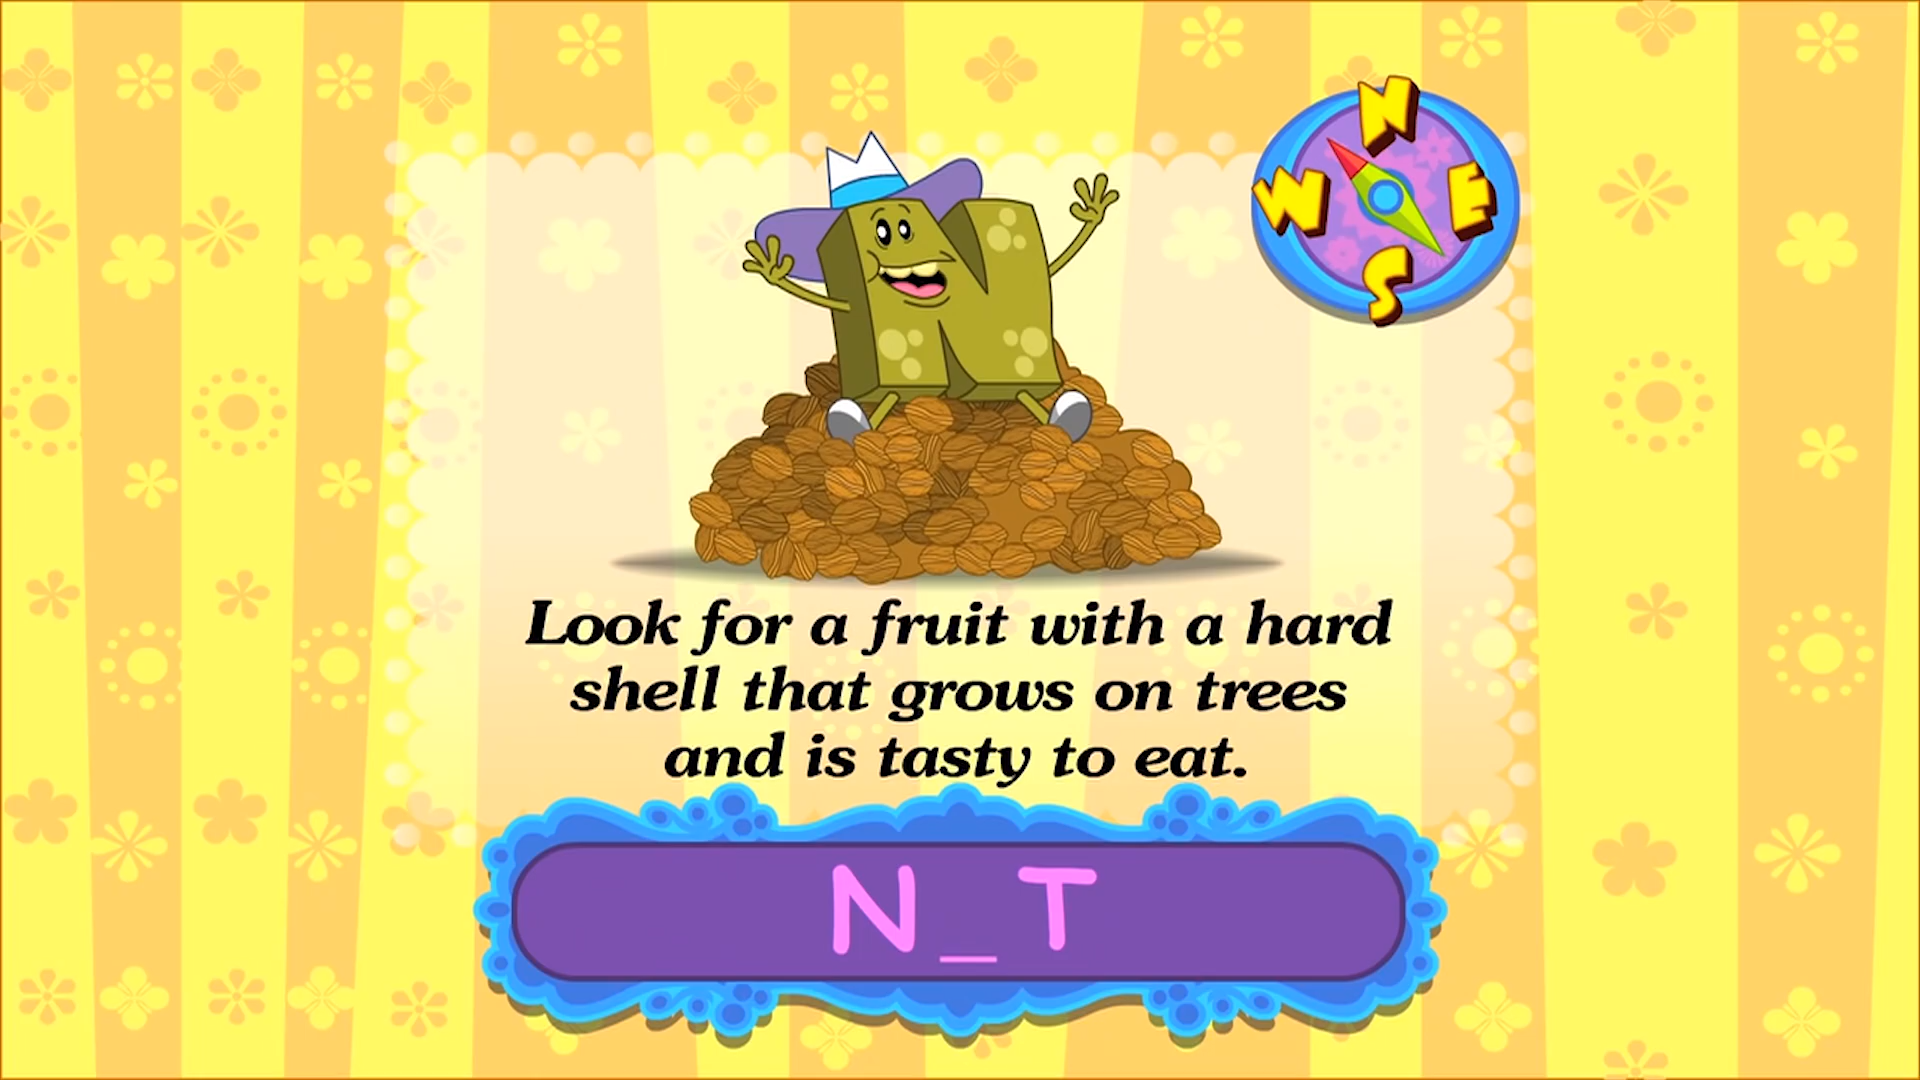 N
W E
S
Look for a fruit with a hard
shell that grows on trees
and is tasty to eat.
N_T